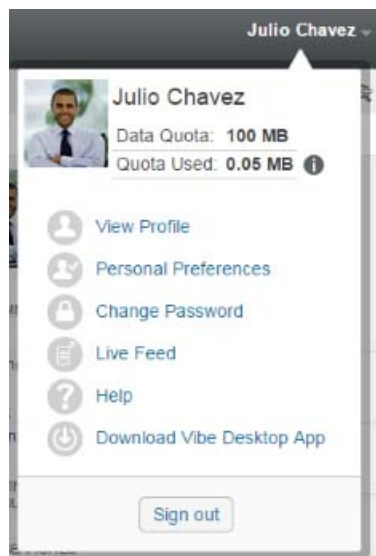 Julio Chavez
Julio Chavez
Data Quota: 100 MB
Quota Used: 0.05 MB
View Profile
Personal Preferences
Change Password
Live Feed
Help
Download Vibe Desktop App
Sign out